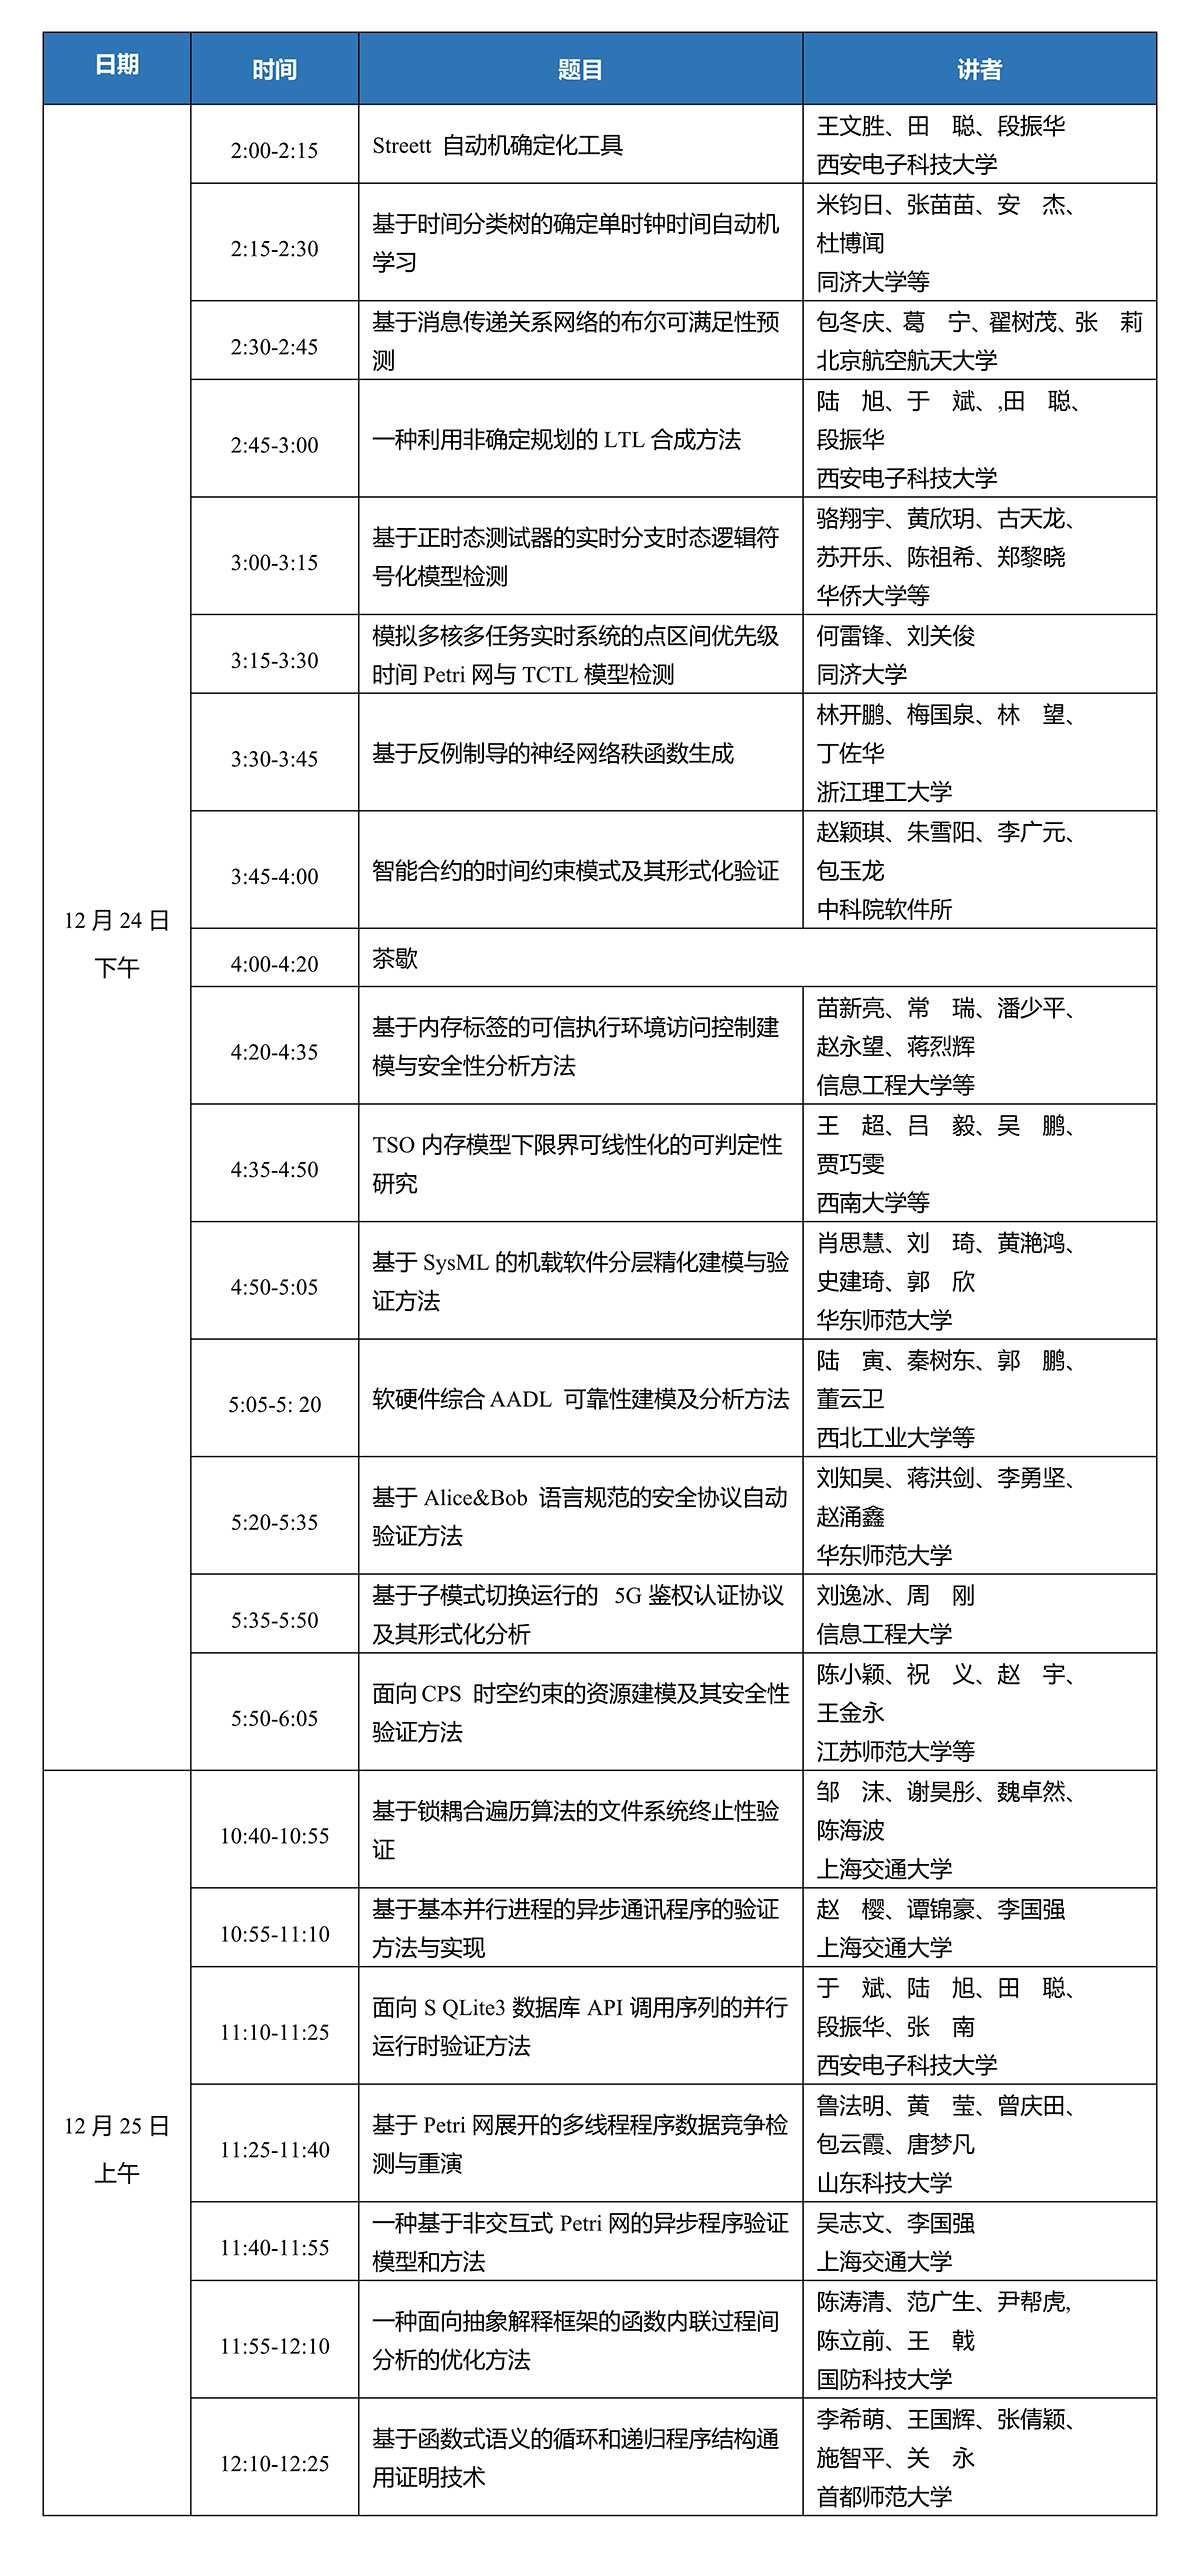 日期 时间 题目 讲者
12 月 24 日
下午
2:00-2:15
Streett 自动机确定化工具
王文胜、田　聪、段振华
西安电子科技大学
2:15-2:30
基于时间分类树的确定单时钟时间自动机
学习
米钧日、张苗苗、安　杰、
杜博闻
同济大学等
2:30-2:45
基于消息传递关系网络的布尔可满足性预
测
包冬庆、葛　宁、翟树茂、张　莉
北京航空航天大学
2:45-3:00
一种利用非确定规划的 LTL 合成方法
陆　旭、于　斌、,田　聪、
段振华
西安电子科技大学
3:00-3:15
基于正时态测试器的实时分支时态逻辑符
号化模型检测
骆翔宇、黄欣玥、古天龙、
苏开乐、陈祖希、郑黎晓
华侨大学等
3:15-3:30
模拟多核多任务实时系统的点区间优先级
时间 Petri 网与 TCTL 模型检测
何雷锋、刘关俊
同济大学
3:30-3:45
基于反例制导的神经网络秩函数生成
林开鹏、梅国泉、林　望、
丁佐华
浙江理工大学
3:45-4:00
智能合约的时间约束模式及其形式化验证
赵颖琪、朱雪阳、李广元、
包玉龙
中科院软件所
4:00-4:20
茶歇
4:20-4:35
基于内存标签的可信执行环境访问控制建
模与安全性分析方法
苗新亮、常　瑞、潘少平、
赵永望、蒋烈辉
信息工程大学等
4:35-4:50
TSO 内存模型下限界可线性化的可判定性
研究
王　超、吕　毅、吴　鹏、
贾巧雯
西南大学等
4:50-5:05
基于 SysML 的机载软件分层精化建模与验
证方法
肖思慧、刘　琦、黄滟鸿、
史建琦、郭　欣
华东师范大学
5:05-5: 20
软硬件综合 AADL 可靠性建模及分析方法
陆　寅、秦树东、郭　鹏、
董云卫
西北工业大学等
5:20-5:35
基于 Alice&Bob 语言规范的安全协议自动
验证方法
刘知昊、蒋洪剑、李勇坚、
赵涌鑫
华东师范大学
5:35-5:50
基于子模式切换运行的 5G 鉴权认证协议
及其形式化分析
刘逸冰、周　刚
信息工程大学
5:50-6:05
面向 CPS 时空约束的资源建模及其安全性
验证方法
陈小颖、祝　义、赵　宇、
王金永
江苏师范大学等
12 月 25 日
上午
10:40-10:55
基于锁耦合遍历算法的文件系统终止性验
证
邹　沫、谢昊彤、魏卓然、
陈海波
上海交通大学
10:55-11:10
基于基本并行进程的异步通讯程序的验证
方法与实现
赵　樱、谭锦豪、李国强
上海交通大学
11:10-11:25
面向 S QLite3 数据库 API 调用序列的并行
运行时验证方法
于　斌、陆　旭、田　聪、
段振华、张　南
西安电子科技大学
11:25-11:40
基于 Petri 网展开的多线程程序数据竞争检
测与重演
鲁法明、黄　莹、曾庆田、
包云霞、唐梦凡
山东科技大学
11:40-11:55
一种基于非交互式 Petri 网的异步程序验证
模型和方法
吴志文、李国强
上海交通大学
11:55-12:10
一种面向抽象解释框架的函数内联过程间
分析的优化方法
陈涛清、范广生、尹帮虎,
陈立前、王　戟
国防科技大学
12:10-12:25
基于函数式语义的循环和递归程序结构通
用证明技术
李希萌、王国辉、张倩颖、
施智平、关　永
首都师范大学